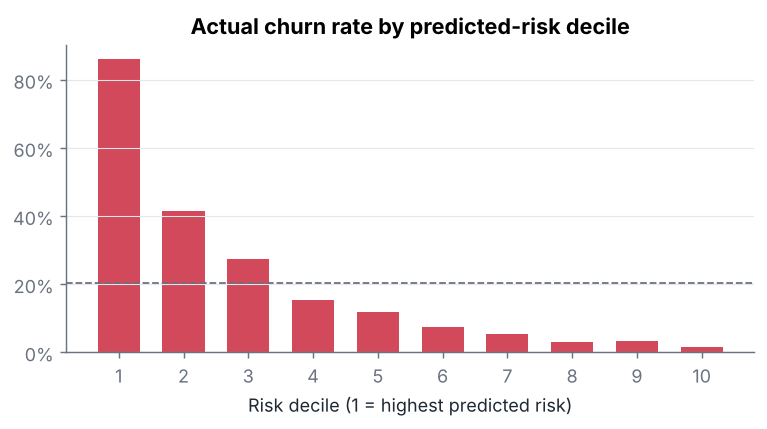 Actual churn rate by predicted-risk decile
80%
60%
40%
20%
0%
1 2 3 4 5 6 7 8 9 10
Risk decile (1 = highest predicted risk)